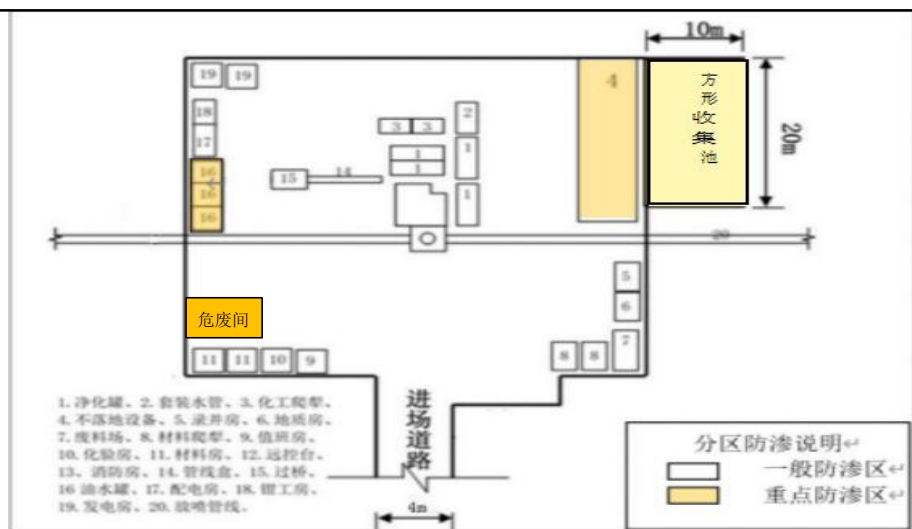 10m
19 19
4
方形收集池
20m
18
2
3 3
17
1
1
1
16
15
14
16
1
16
20
5
6
危废间
7
8 8
11 11 10 9
进场道路
1. 净化罐、2. 套装水管、3. 化工爬犁、
4. 不落地设备、5. 录井房、6. 地质房、
7. 废料场、8. 材料爬犁、9. 值班房、
10. 化验房、11. 材料房、12. 远控台、
13. 消防房、14. 管线盒、15. 过桥、
16 油水罐、17. 配电房、18. 钳工房、
19. 发电房、20. 放喷管线。
4m
分区防渗说明↵
一般防渗区↵
重点防渗区↵